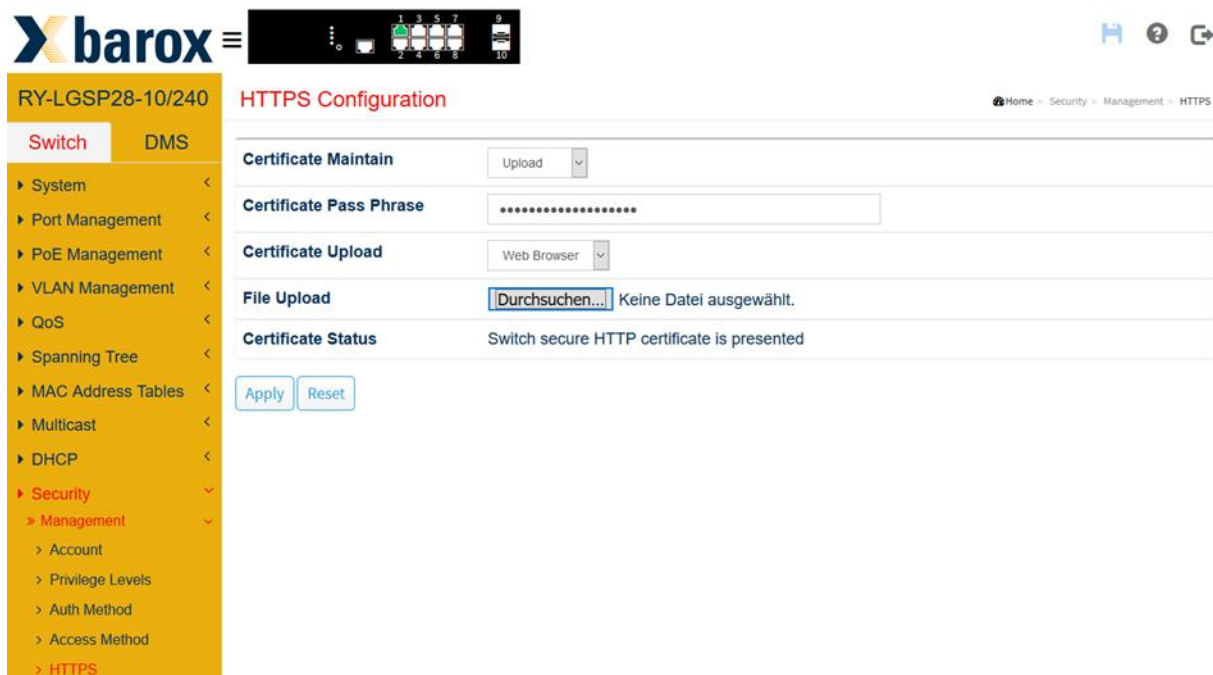 barox
1 3 5 7 9
2 4 6 8 10
RY-LGSP28-10/240
HTTPS Configuration
Home > Security > Management > HTTPS
Switch DMS
Certificate Maintain Upload
System
Certificate Pass Phrase •••••••••••••••••••
Port Management
PoE Management
Certificate Upload Web Browser
VLAN Management
File Upload Durchsuchen... Keine Datei ausgewählt.
QoS
Certificate Status Switch secure HTTP certificate is presented
Spanning Tree
MAC Address Tables
Apply Reset
Multicast
DHCP
Security
» Management
> Account
> Privilege Levels
> Auth Method
> Access Method
> HTTPS